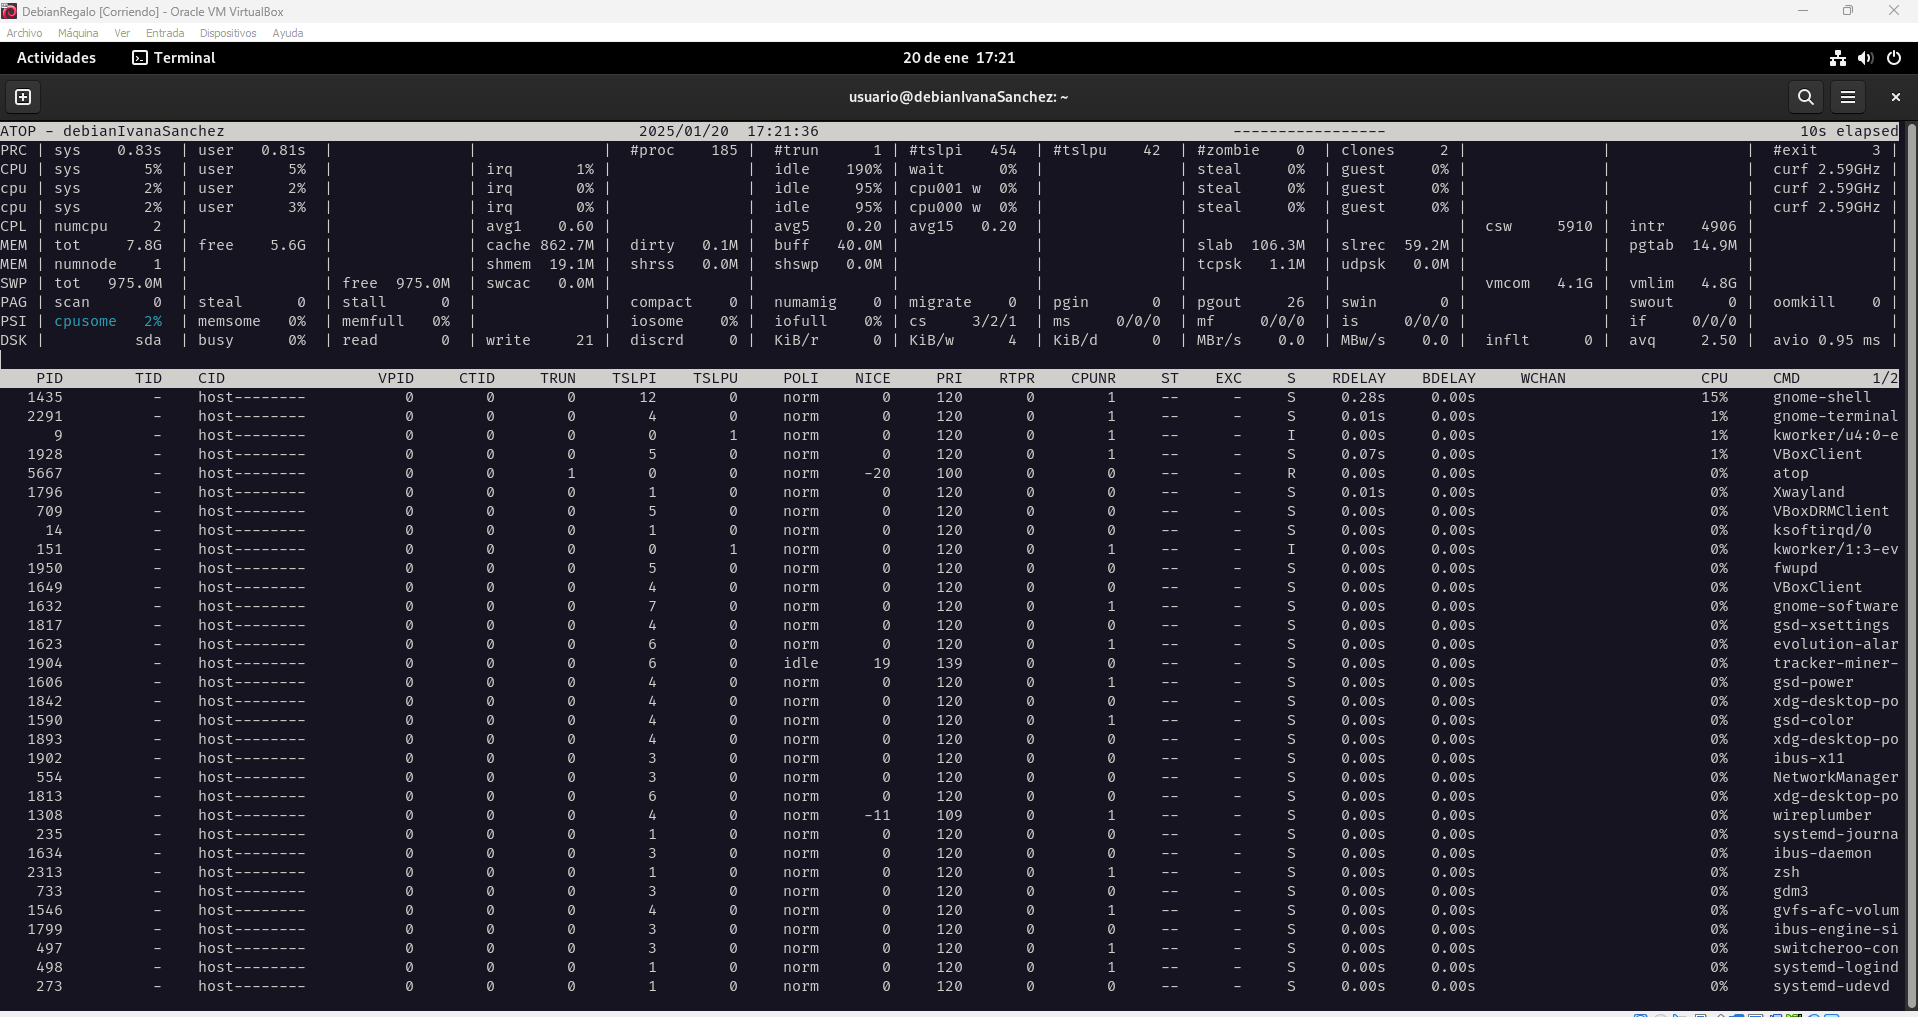 DebianRegalo [Corriendo] - Oracle VM VirtualBox
Archivo Máquina Ver Entrada Dispositivos Ayuda
Actividades Terminal 20 de ene 17:21
usuario@debianIvanaSanchez: ~
ATOP - debianIvanaSanchez 2025/01/20 17:21:36 ----------------- 10s elapsed
PRC | sys 0.83s | user 0.81s | | | #proc 185 | #trun 1 | #tslpi 454 | #tslpu 42 | #zombie 0 | clones 2 | | | #exit 3 |
CPU | sys 5% | user 5% | | irq 1% | | idle 190% | wait 0% | | steal 0% | guest 0% | | | curf 2.59GHz |
cpu | sys 2% | user 2% | | irq 0% | | idle 95% | cpu001 w 0% | | steal 0% | guest 0% | | | curf 2.59GHz |
cpu | sys 2% | user 3% | | irq 0% | | idle 95% | cpu000 w 0% | | steal 0% | guest 0% | | | curf 2.59GHz |
CPL | numcpu 2 | | | avg1 0.60 | | avg5 0.20 | avg15 0.20 | | | | csw 5910 | intr 4906 | |
MEM | tot 7.8G | free 5.6G | | cache 862.7M | dirty 0.1M | buff 40.0M | | | slab 106.3M | slrec 59.2M | | pgtab 14.9M | |
MEM | numnode 1 | | | shmem 19.1M | shrss 0.0M | shswp 0.0M | | | tcpsk 1.1M | udpsk 0.0M | | | |
SWP | tot 975.0M | | free 975.0M | swcac 0.0M | | | | | | | vmcom 4.1G | vmlim 4.8G | |
PAG | scan 0 | steal 0 | stall 0 | | compact 0 | numamig 0 | migrate 0 | pgin 0 | pgout 26 | swin 0 | | swout 0 | oomkill 0 |
PSI | cpusome 2% | memsome 0% | memfull 0% | | iosome 0% | iofull 0% | cs 3/2/1 | ms 0/0/0 | mf 0/0/0 | is 0/0/0 | | if 0/0/0 | |
DSK | sda | busy 0% | read 0 | write 21 | discrd 0 | KiB/r 0 | KiB/w 4 | KiB/d 0 | MBr/s 0.0 | MBw/s 0.0 | inflt 0 | avq 2.50 | avio 0.95 ms |
PID TID CID VPID CTID TRUN TSLPI TSLPU POLI NICE PRI RTPR CPUNR ST EXC S RDELAY BDELAY WCHAN CPU CMD 1/2
1435 - host-------- 0 0 0 12 0 norm 0 120 0 1 -- - S 0.28s 0.00s 15% gnome-shell
2291 - host-------- 0 0 0 4 0 norm 0 120 0 1 -- - S 0.01s 0.00s 1% gnome-terminal
9 - host-------- 0 0 0 0 1 norm 0 120 0 1 -- - I 0.00s 0.00s 1% kworker/u4:0-e
1928 - host-------- 0 0 0 5 0 norm 0 120 0 1 -- - S 0.07s 0.00s 1% VBoxClient
5667 - host-------- 0 0 1 0 0 norm -20 100 0 0 -- - R 0.00s 0.00s 0% atop
1796 - host-------- 0 0 0 1 0 norm 0 120 0 0 -- - S 0.01s 0.00s 0% Xwayland
709 - host-------- 0 0 0 5 0 norm 0 120 0 0 -- - S 0.00s 0.00s 0% VBoxDRMClient
14 - host-------- 0 0 0 1 0 norm 0 120 0 0 -- - S 0.00s 0.00s 0% ksoftirqd/0
151 - host-------- 0 0 0 0 1 norm 0 120 0 1 -- - I 0.00s 0.00s 0% kworker/1:3-ev
1950 - host-------- 0 0 0 5 0 norm 0 120 0 0 -- - S 0.00s 0.00s 0% fwupd
1649 - host-------- 0 0 0 4 0 norm 0 120 0 0 -- - S 0.00s 0.00s 0% VBoxClient
1632 - host-------- 0 0 0 7 0 norm 0 120 0 1 -- - S 0.00s 0.00s 0% gnome-software
1817 - host-------- 0 0 0 4 0 norm 0 120 0 0 -- - S 0.00s 0.00s 0% gsd-xsettings
1623 - host-------- 0 0 0 6 0 norm 0 120 0 1 -- - S 0.00s 0.00s 0% evolution-alar
1904 - host-------- 0 0 0 6 0 idle 19 139 0 0 -- - S 0.00s 0.00s 0% tracker-miner-
1606 - host-------- 0 0 0 4 0 norm 0 120 0 1 -- - S 0.00s 0.00s 0% gsd-power
1842 - host-------- 0 0 0 4 0 norm 0 120 0 0 -- - S 0.00s 0.00s 0% xdg-desktop-po
1590 - host-------- 0 0 0 4 0 norm 0 120 0 1 -- - S 0.00s 0.00s 0% gsd-color
1893 - host-------- 0 0 0 4 0 norm 0 120 0 0 -- - S 0.00s 0.00s 0% xdg-desktop-po
1902 - host-------- 0 0 0 3 0 norm 0 120 0 0 -- - S 0.00s 0.00s 0% ibus-x11
554 - host-------- 0 0 0 3 0 norm 0 120 0 0 -- - S 0.00s 0.00s 0% NetworkManager
1813 - host-------- 0 0 0 6 0 norm 0 120 0 0 -- - S 0.00s 0.00s 0% xdg-desktop-po
1308 - host-------- 0 0 0 4 0 norm -11 109 0 1 -- - S 0.00s 0.00s 0% wireplumber
235 - host-------- 0 0 0 1 0 norm 0 120 0 0 -- - S 0.00s 0.00s 0% systemd-journa
1634 - host-------- 0 0 0 3 0 norm 0 120 0 0 -- - S 0.00s 0.00s 0% ibus-daemon
2313 - host-------- 0 0 0 1 0 norm 0 120 0 1 -- - S 0.00s 0.00s 0% zsh
733 - host-------- 0 0 0 3 0 norm 0 120 0 0 -- - S 0.00s 0.00s 0% gdm3
1546 - host-------- 0 0 0 4 0 norm 0 120 0 1 -- - S 0.00s 0.00s 0% gvfs-afc-volum
1799 - host-------- 0 0 0 3 0 norm 0 120 0 0 -- - S 0.00s 0.00s 0% ibus-engine-si
497 - host-------- 0 0 0 3 0 norm 0 120 0 1 -- - S 0.00s 0.00s 0% switcheroo-con
498 - host-------- 0 0 0 1 0 norm 0 120 0 1 -- - S 0.00s 0.00s 0% systemd-logind
273 - host-------- 0 0 0 1 0 norm 0 120 0 0 -- - S 0.00s 0.00s 0% systemd-udevd